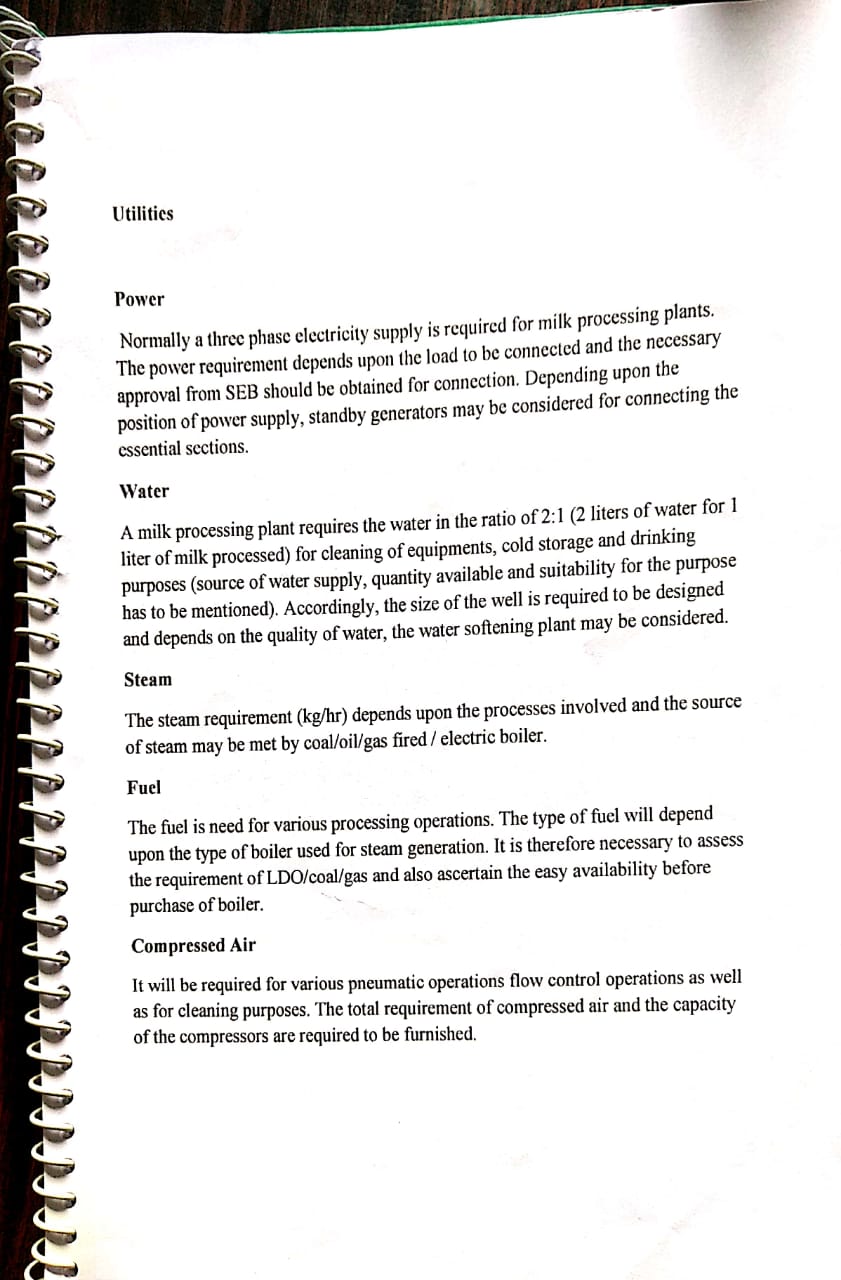 Utilities
Power
Normally a three phase electricity supply is required for milk processing plants.
The power requirement depends upon the load to be connected and the necessary
approval from SEB should be obtained for connection. Depending upon the
position of power supply, standby generators may be considered for connecting the
essential sections.
Water
A milk processing plant requires the water in the ratio of 2:1 (2 liters of water for 1
liter of milk processed) for cleaning of equipments, cold storage and drinking
purposes (source of water supply, quantity available and suitability for the purpose
has to be mentioned). Accordingly, the size of the well is required to be designed
and depends on the quality of water, the water softening plant may be considered.
Steam
The steam requirement (kg/hr) depends upon the processes involved and the source
of steam may be met by coal/oil/gas fired / electric boiler.
Fuel
The fuel is need for various processing operations. The type of fuel will depend
upon the type of boiler used for steam generation. It is therefore necessary to assess
the requirement of LDO/coal/gas and also ascertain the easy availability before
purchase of boiler.
Compressed Air
It will be required for various pneumatic operations flow control operations as well
as for cleaning purposes. The total requirement of compressed air and the capacity
of the compressors are required to be furnished.